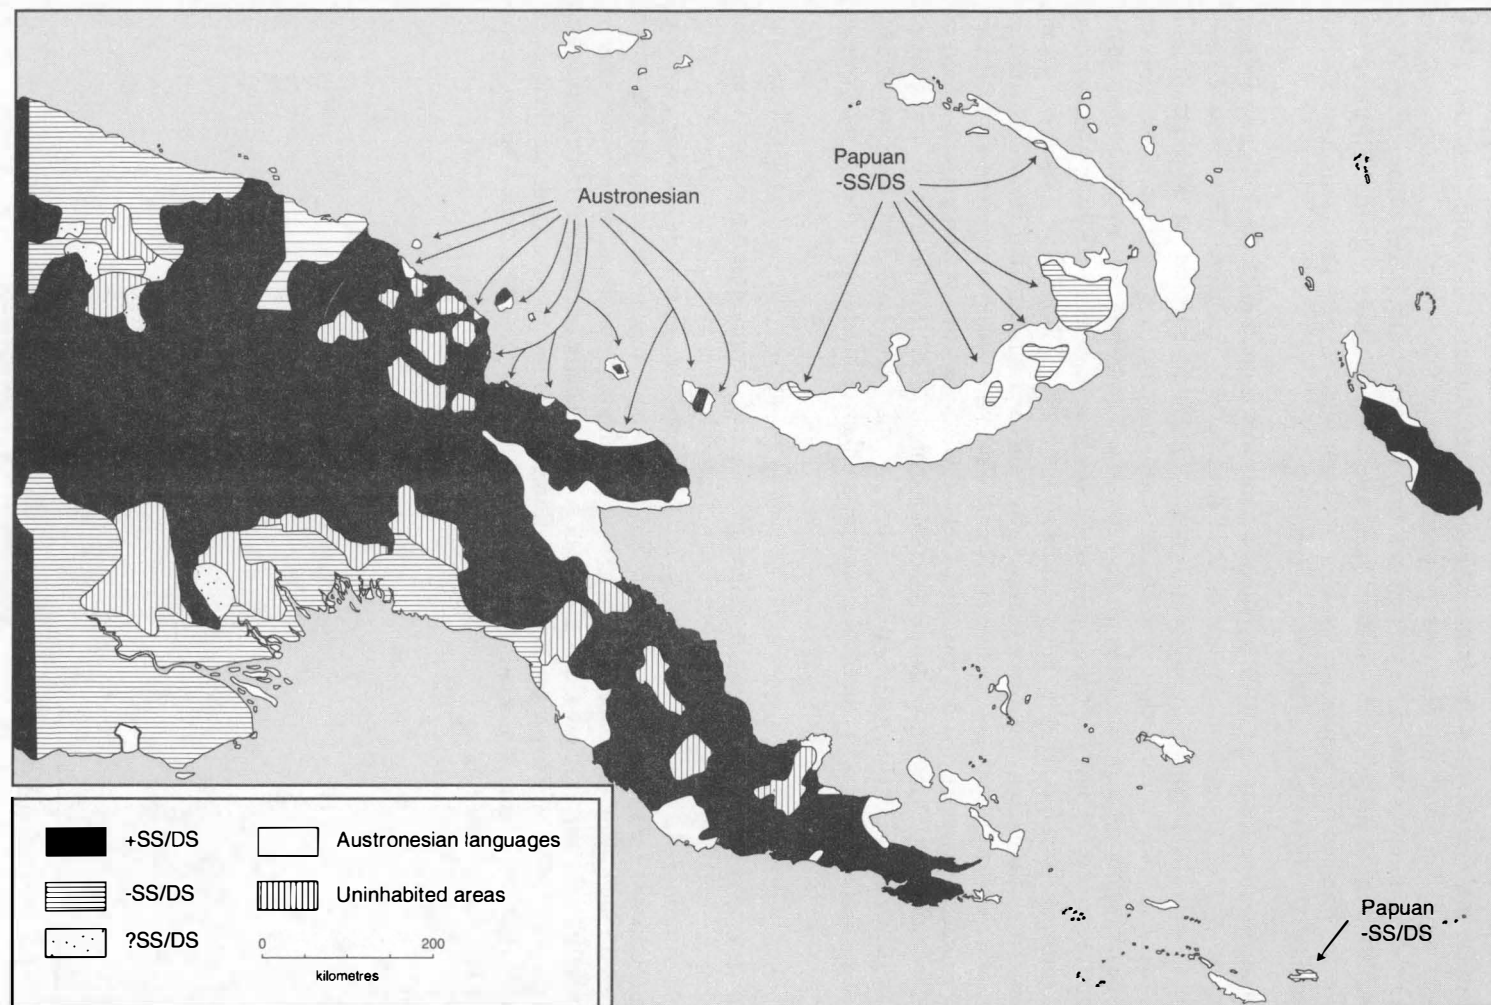 Papuan
-SS/DS
Austronesian
+SS/DS
Austronesian languages
-SS/DS
Uninhabited areas
?SS/DS
0
200
kilometres
Papuan
-SS/DS